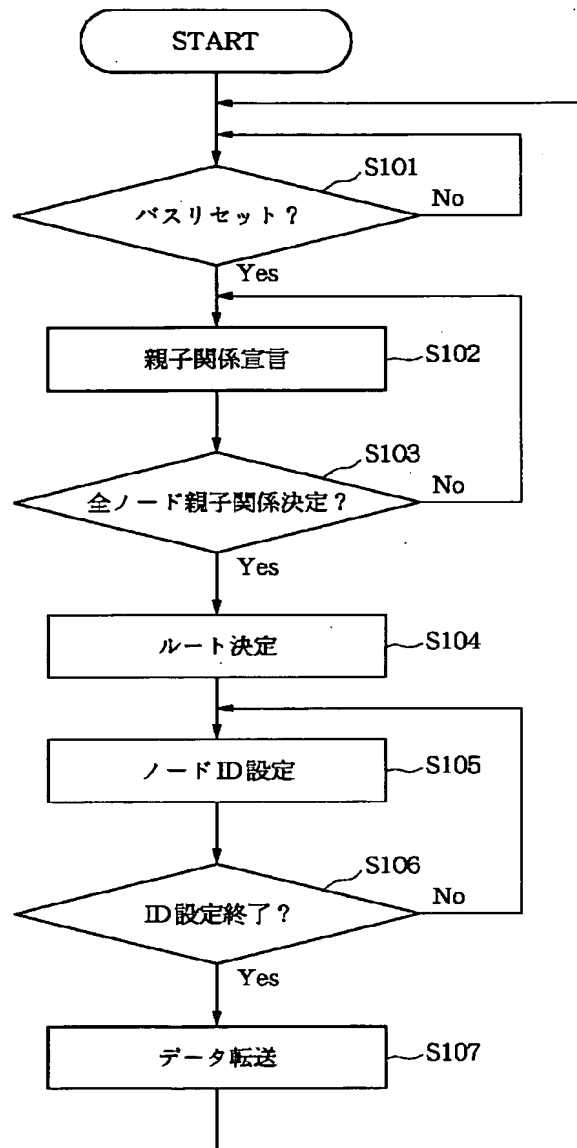 START
S101
バスリセット?
No
Yes
親子関係宣言
S102
S103
全ノード親子関係決定?
No
Yes
ルート決定
S104
ノードID設定
S105
S106
ID設定終了?
No
Yes
データ転送
S107